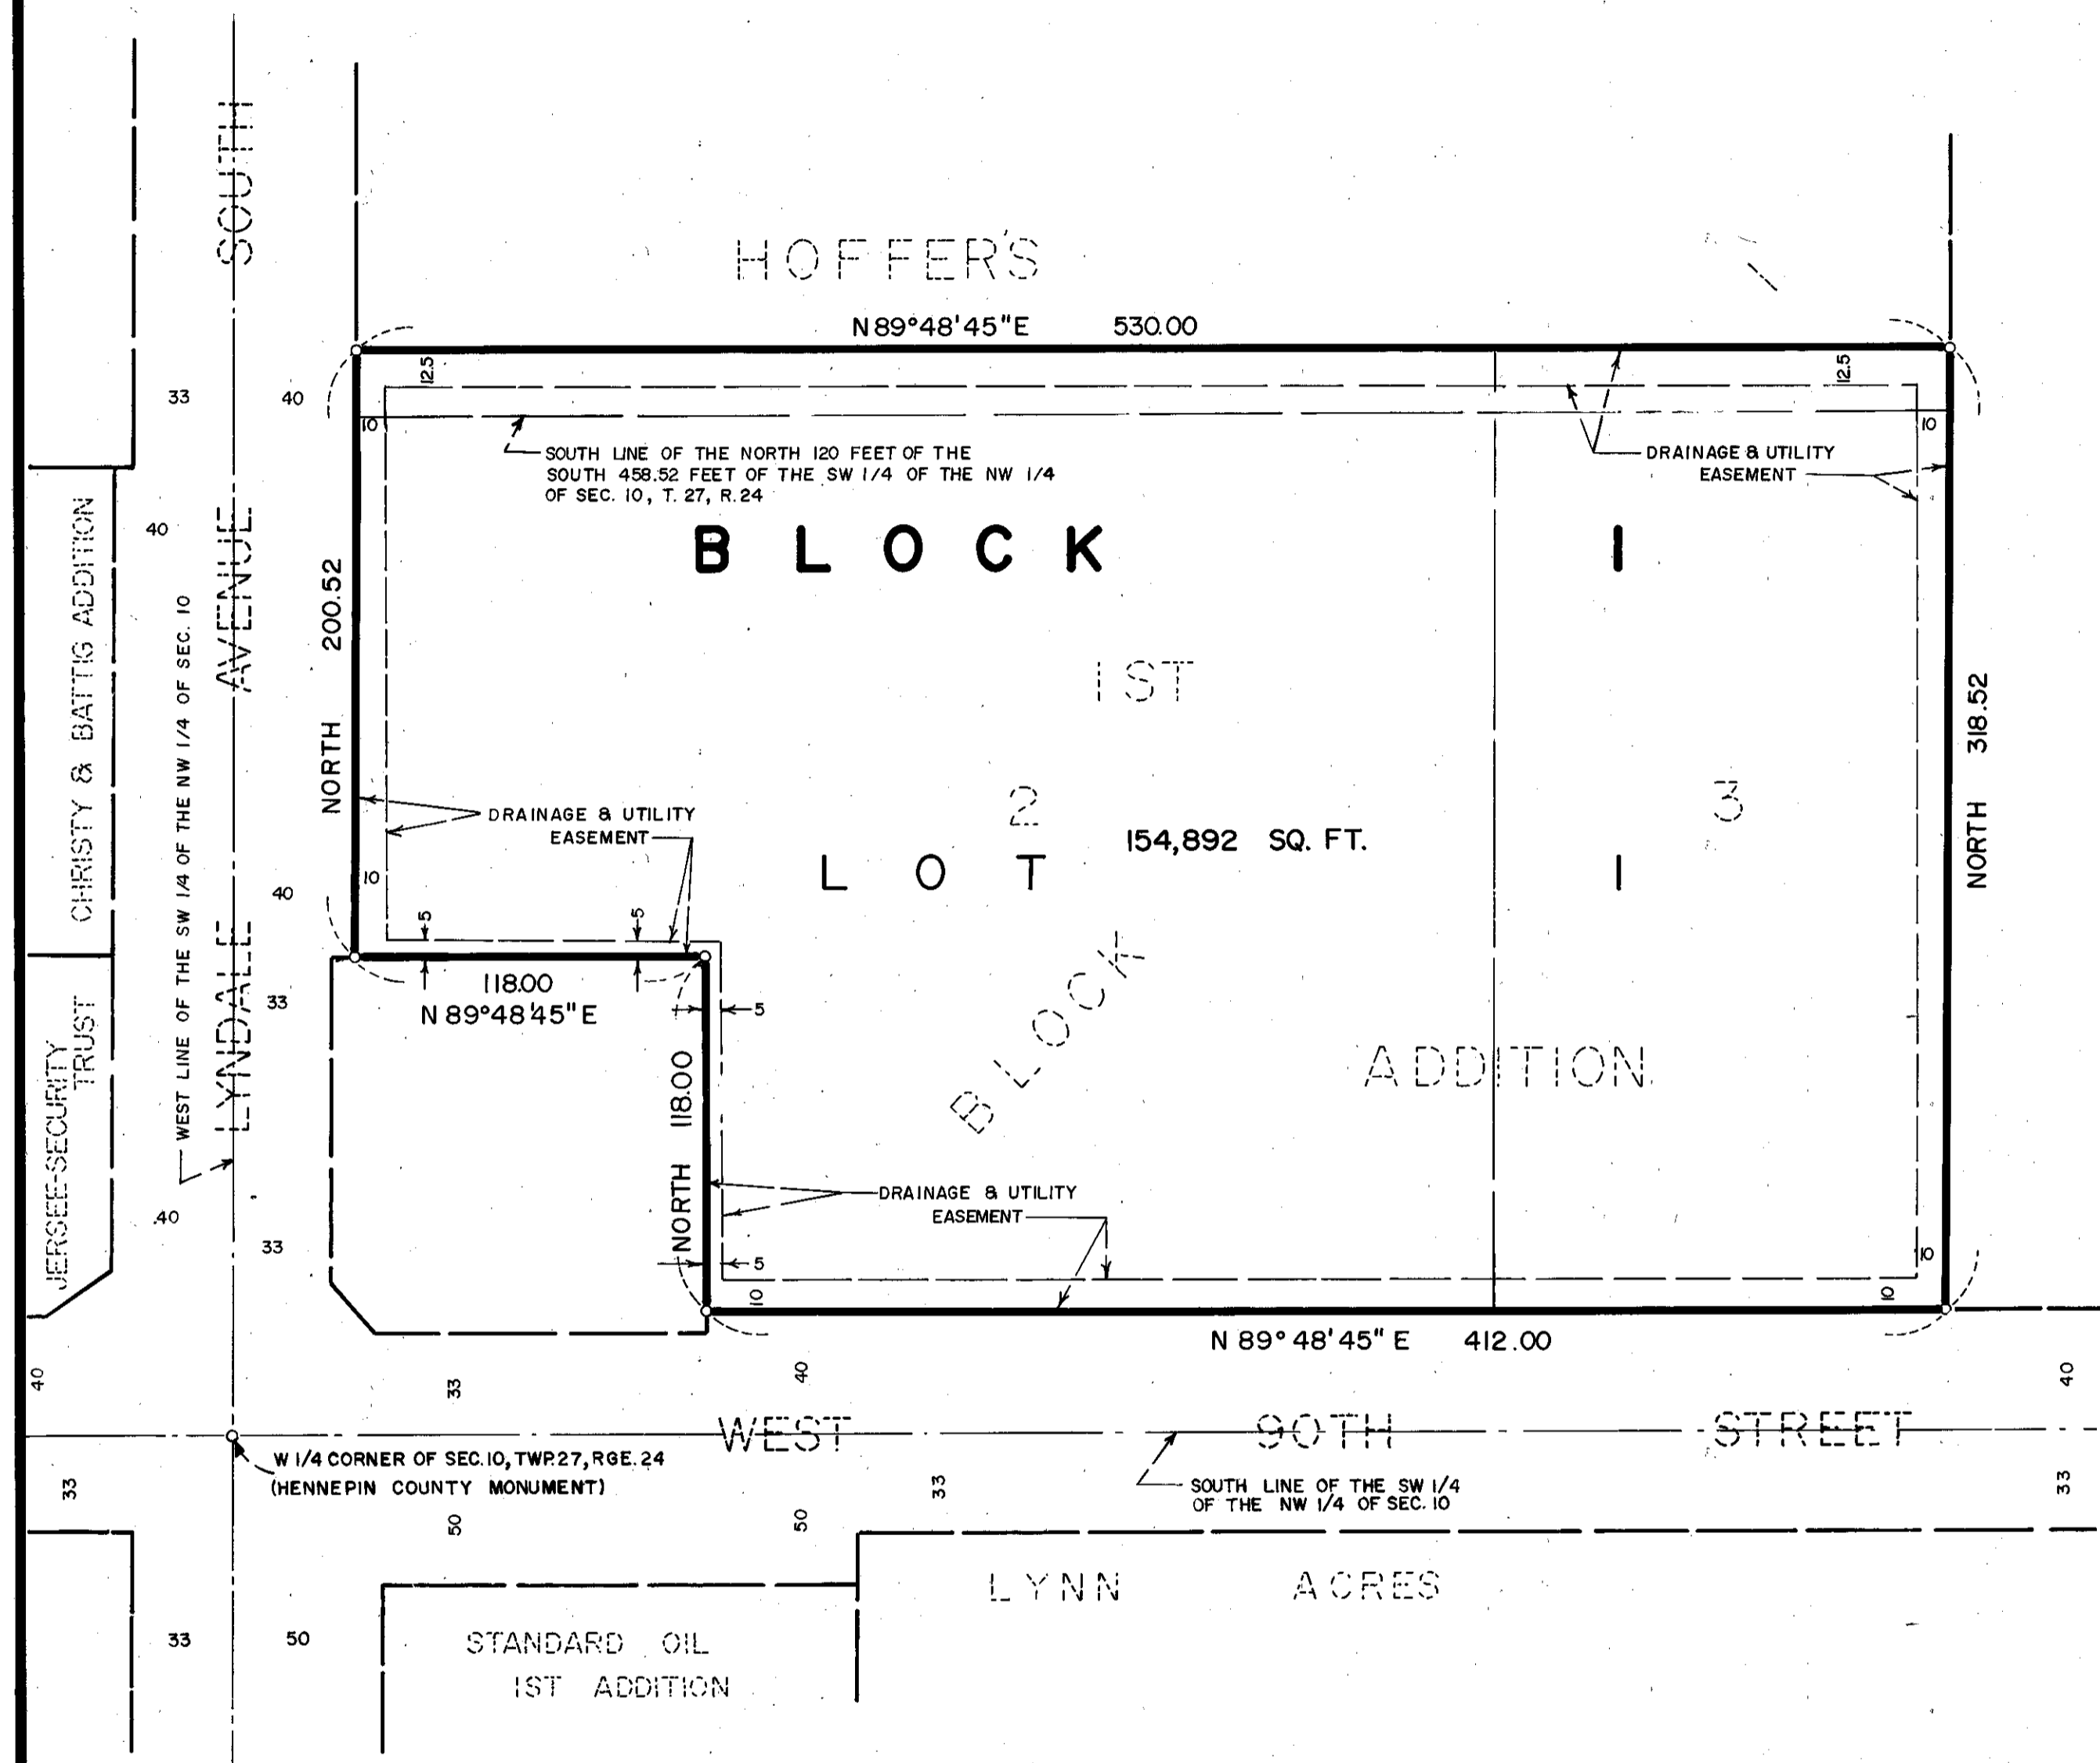 HOFFER'S
N 89°48'45" E 530.00
12.5
12.5
33
40
10
10
SOUTH LINE OF THE NORTH 120 FEET OF THE
SOUTH 458.52 FEET OF THE SW 1/4 OF THE NW 1/4
OF SEC. 10, T. 27, R. 24
DRAINAGE & UTILITY
EASEMENT
BLOCK 1
40
CHRISTY & BATTIG ADDITION
WEST LINE OF THE SW 1/4 OF THE NW 1/4 OF SEC. 10
LYNDALE AVENUE SOUTH
NORTH 200.52
1ST
NORTH 318.52
2
3
DRAINAGE & UTILITY
EASEMENT
154,892 SQ. FT.
LOT 1
10
40
5
5
118.00
N 89°48'45" E
33
5
JERSEE-SECURITY
TRUST
BLOCK
ADDITION
NORTH 118.00
DRAINAGE & UTILITY
EASEMENT
40
33
5
10
10
10
N 89°48'45" E 412.00
40
33
40
40
WEST 90TH STREET
W 1/4 CORNER OF SEC. 10, TWP. 27, RGE. 24
(HENNEPIN COUNTY MONUMENT)
33
33
33
SOUTH LINE OF THE SW 1/4
OF THE NW 1/4 OF SEC. 10
50
50
LYNN ACRES
33
50
STANDARD OIL
1ST ADDITION